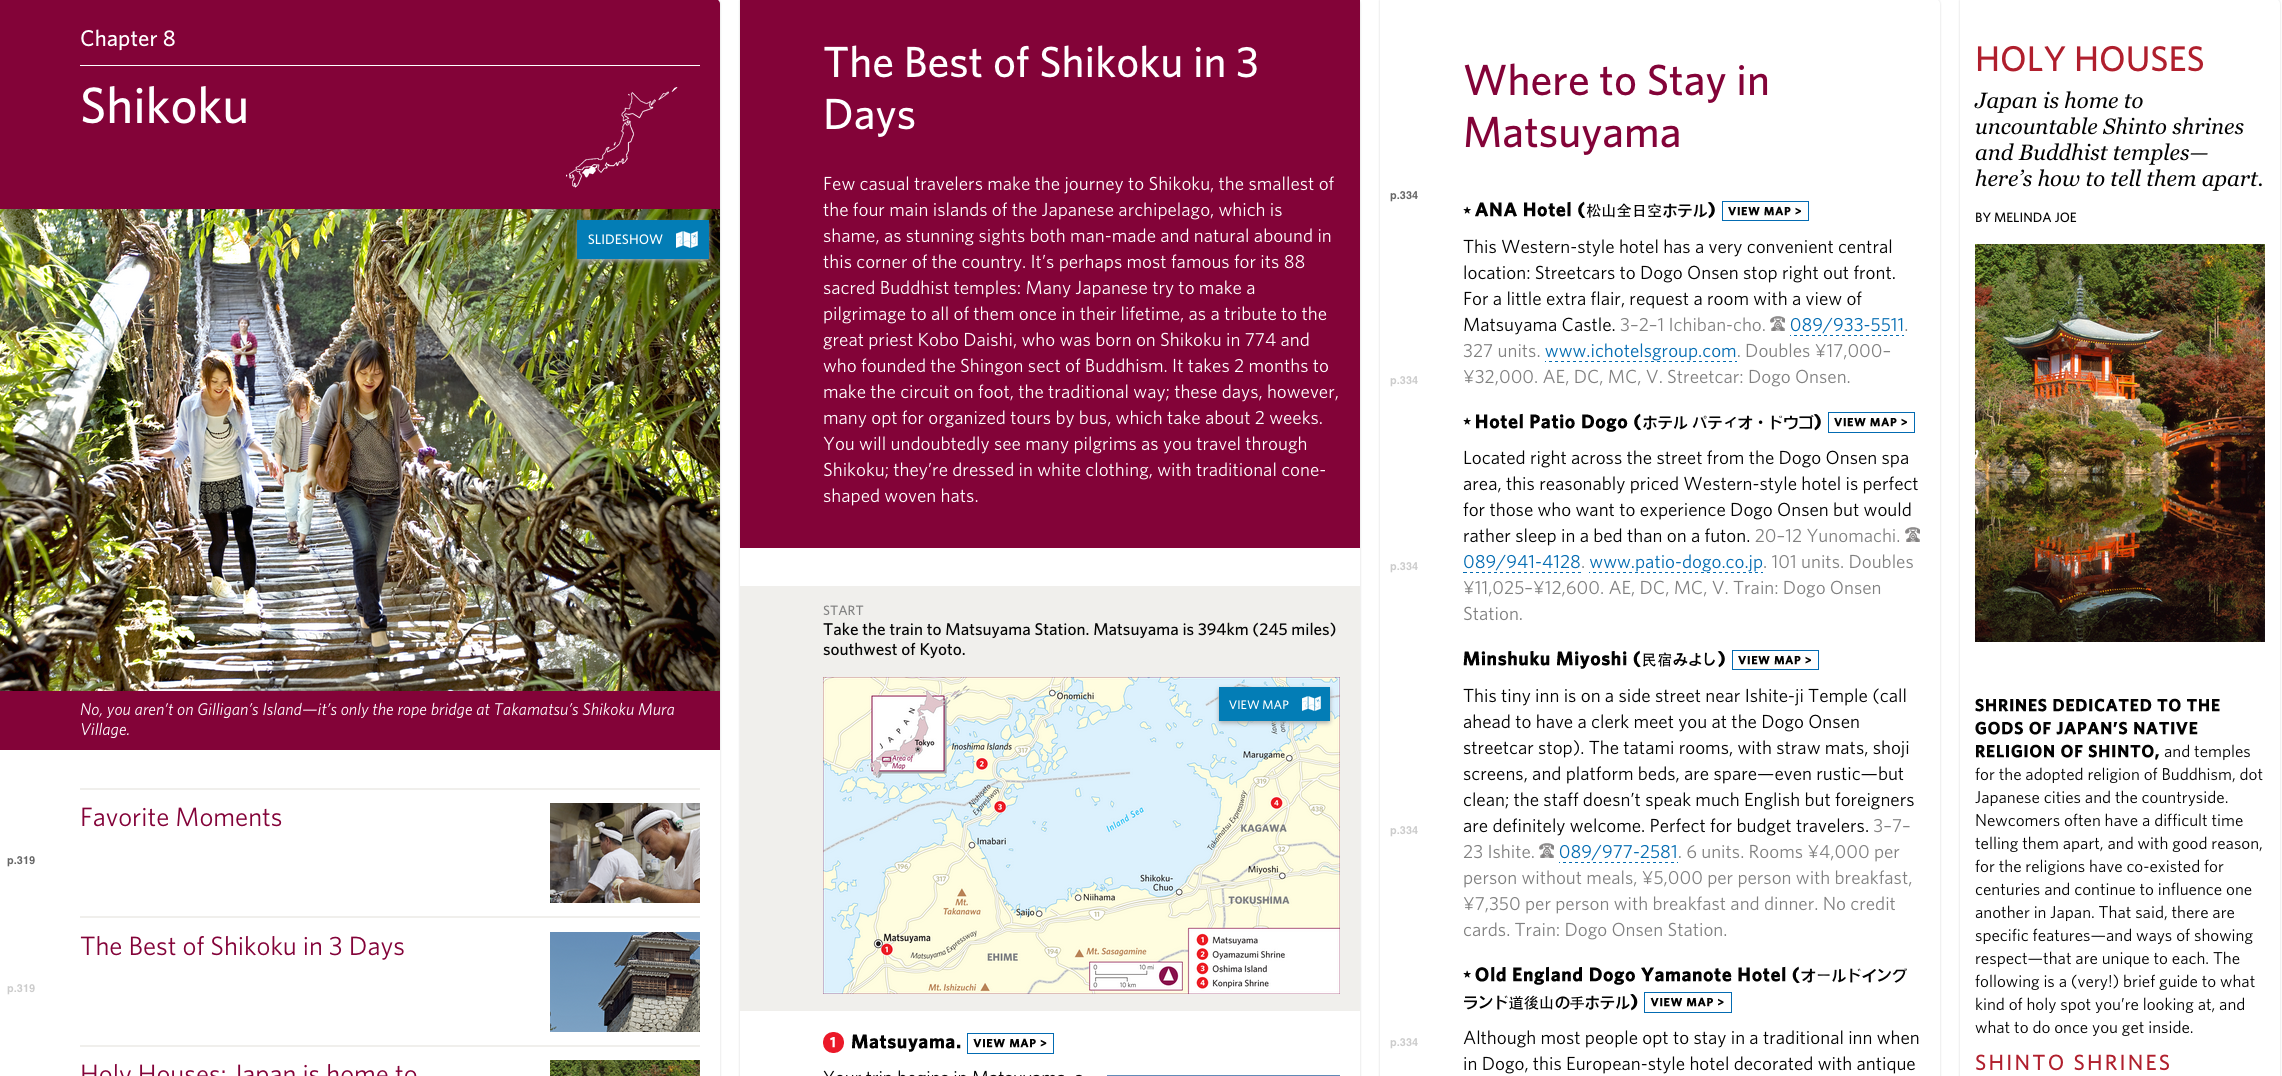 Chapter 8
Shikoku
SLIDESHOW
No, you aren’t on Gilligan’s Island—it’s only the rope bridge at Takamatsu’s Shikoku Mura
Village.
Favorite Moments
p.319
The Best of Shikoku in 3 Days
p.319
Holy Houses: Japan is home to
The Best of Shikoku in 3
Days
Few casual travelers make the journey to Shikoku, the smallest of
the four main islands of the Japanese archipelago, which is
shame, as stunning sights both man-made and natural abound in
this corner of the country. It’s perhaps most famous for its 88
sacred Buddhist temples: Many Japanese try to make a
pilgrimage to all of them once in their lifetime, as a tribute to the
great priest Kobo Daishi, who was born on Shikoku in 774 and
who founded the Shingon sect of Buddhism. It takes 2 months to
make the circuit on foot, the traditional way; these days, however,
many opt for organized tours by bus, which take about 2 weeks.
You will undoubtedly see many pilgrims as you travel through
Shikoku; they’re dressed in white clothing, with traditional cone-
shaped woven hats.
START
Take the train to Matsuyama Station. Matsuyama is 394km (245 miles)
southwest of Kyoto.
VIEW MAP
JAPAN
Tokyo
Area of
Map
Onomichi
Inoshima Islands
317
2
Marugame
319
Nishiseto
Expressway
3
4
438
Inland Sea
Takamatsu Expressway
KAGAWA
Imabari
32
196
317
Miyoshi
Shikoku-
Chuo
Mt.
Takanawa
Niihama
TOKUSHIMA
Saijo
11
Matsuyama
1
Matsuyama Expressway
EHIME
194
Mt. Sasagamine
Mt. Ishizuchi
0 10 mi
0 10 km
1 Matsuyama
2 Oyamazumi Shrine
3 Oshima Island
4 Konpira Shrine
1 Matsuyama. VIEW MAP >
Your trip begins in Matsuyama, a
Where to Stay in
Matsuyama
p.334
★ ANA Hotel (松山全日空ホテル) VIEW MAP >
This Western-style hotel has a very convenient central
location: Streetcars to Dogo Onsen stop right out front.
For a little extra flair, request a room with a view of
Matsuyama Castle. 3–2–1 Ichiban-cho. ☎ 089/933-5511.
327 units. www.ichotelsgroup.com. Doubles ¥17,000–
¥32,000. AE, DC, MC, V. Streetcar: Dogo Onsen.
p.334
★ Hotel Patio Dogo (ホテル パティオ・ドウゴ) VIEW MAP >
Located right across the street from the Dogo Onsen spa
area, this reasonably priced Western-style hotel is perfect
for those who want to experience Dogo Onsen but would
rather sleep in a bed than on a futon. 20–12 Yunomachi. ☎
089/941-4128. www.patio-dogo.co.jp. 101 units. Doubles
p.334
¥11,025–¥12,600. AE, DC, MC, V. Train: Dogo Onsen
Station.
Minshuku Miyoshi (民宿みよし) VIEW MAP >
This tiny inn is on a side street near Ishite-ji Temple (call
ahead to have a clerk meet you at the Dogo Onsen
streetcar stop). The tatami rooms, with straw mats, shoji
screens, and platform beds, are spare—even rustic—but
clean; the staff doesn’t speak much English but foreigners
are definitely welcome. Perfect for budget travelers. 3–7–
p.334
23 Ishite. ☎ 089/977-2581. 6 units. Rooms ¥4,000 per
person without meals, ¥5,000 per person with breakfast,
¥7,350 per person with breakfast and dinner. No credit
cards. Train: Dogo Onsen Station.
★ Old England Dogo Yamanote Hotel (オールドイング
ランド道後山の手ホテル) VIEW MAP >
Although most people opt to stay in a traditional inn when
p.334
in Dogo, this European-style hotel decorated with antique
HOLY HOUSES
Japan is home to
uncountable Shinto shrines
and Buddhist temples—
here’s how to tell them apart.
BY MELINDA JOE
SHRINES DEDICATED TO THE
GODS OF JAPAN’S NATIVE
RELIGION OF SHINTO, and temples
for the adopted religion of Buddhism, dot
Japanese cities and the countryside.
Newcomers often have a difficult time
telling them apart, and with good reason,
for the religions have co-existed for
centuries and continue to influence one
another in Japan. That said, there are
specific features—and ways of showing
respect—that are unique to each. The
following is a (very!) brief guide to what
kind of holy spot you’re looking at, and
what to do once you get inside.
SHINTO SHRINES